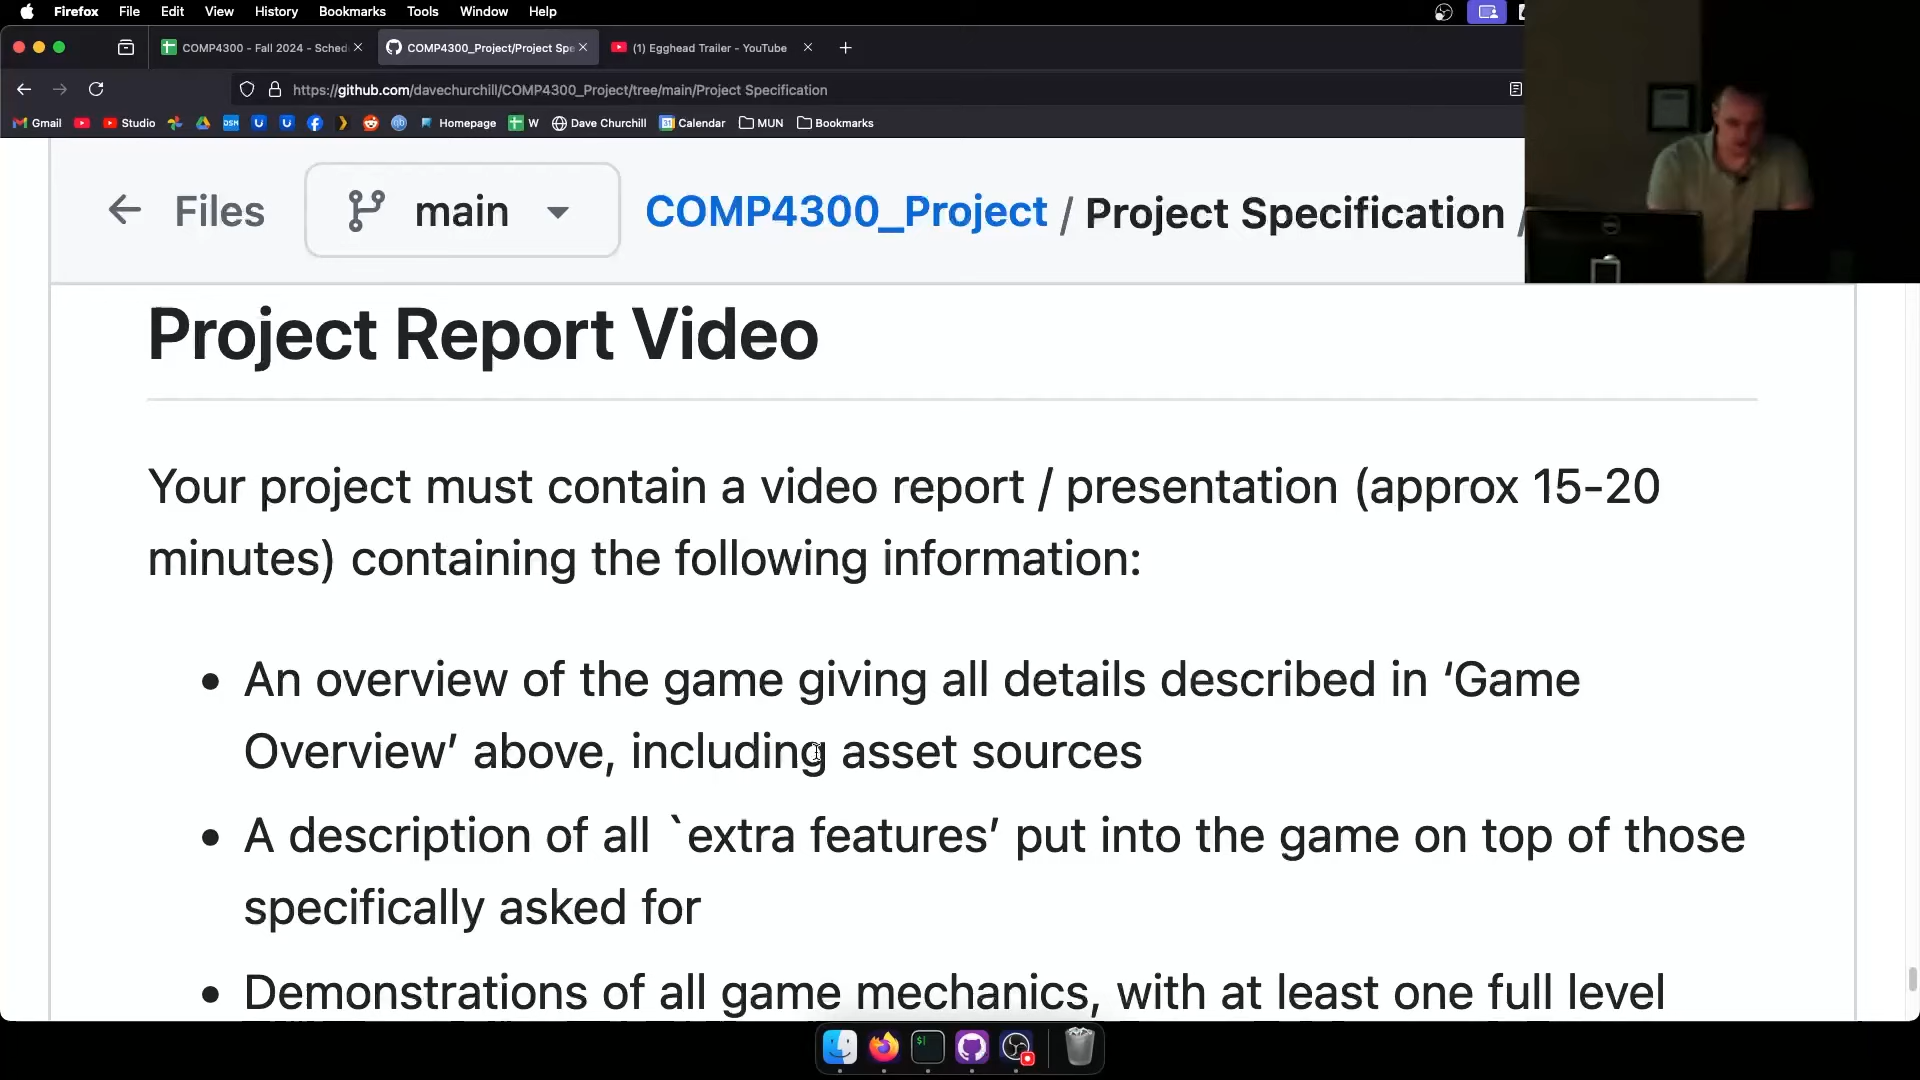 Firefox File Edit View History Bookmarks Tools Window Help
COMP4300 - Fall 2024 - Sched
COMP4300_Project/Project Spe
(1) Egghead Trailer - YouTube
https://github.com/davechurchill/COMP4300_Project/tree/main/Project Specification
Gmail Studio DSM Homepage W Dave Churchill Calendar MUN Bookmarks
Files main COMP4300_Project / Project Specification /
Project Report Video
Your project must contain a video report / presentation (approx 15-20
minutes) containing the following information:
• An overview of the game giving all details described in ‘Game
Overview’ above, including asset sources
• A description of all `extra features’ put into the game on top of those
specifically asked for
• Demonstrations of all game mechanics, with at least one full level